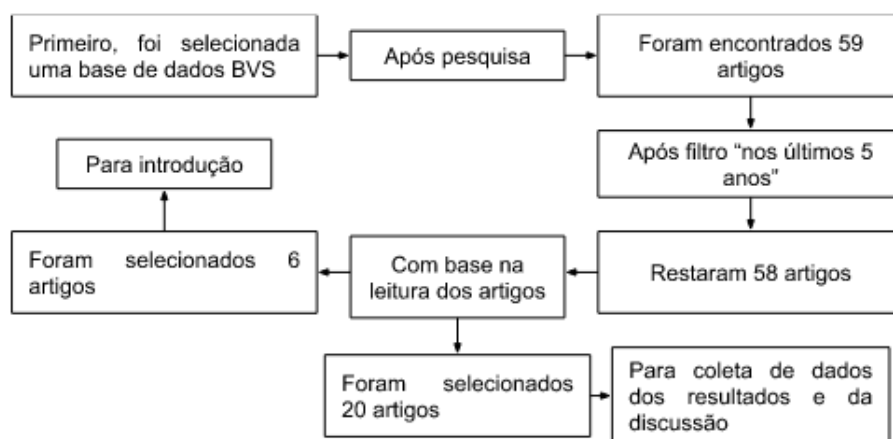 Primeiro, foi selecionada
uma base de dados BVS
Após pesquisa
Foram encontrados 59
artigos
Após filtro “nos últimos 5
anos”
Restaram 58 artigos
Com base na
leitura dos artigos
Foram selecionados 6
artigos
Para introdução
Foram selecionados
20 artigos
Para coleta de dados
dos resultados e da
discussão